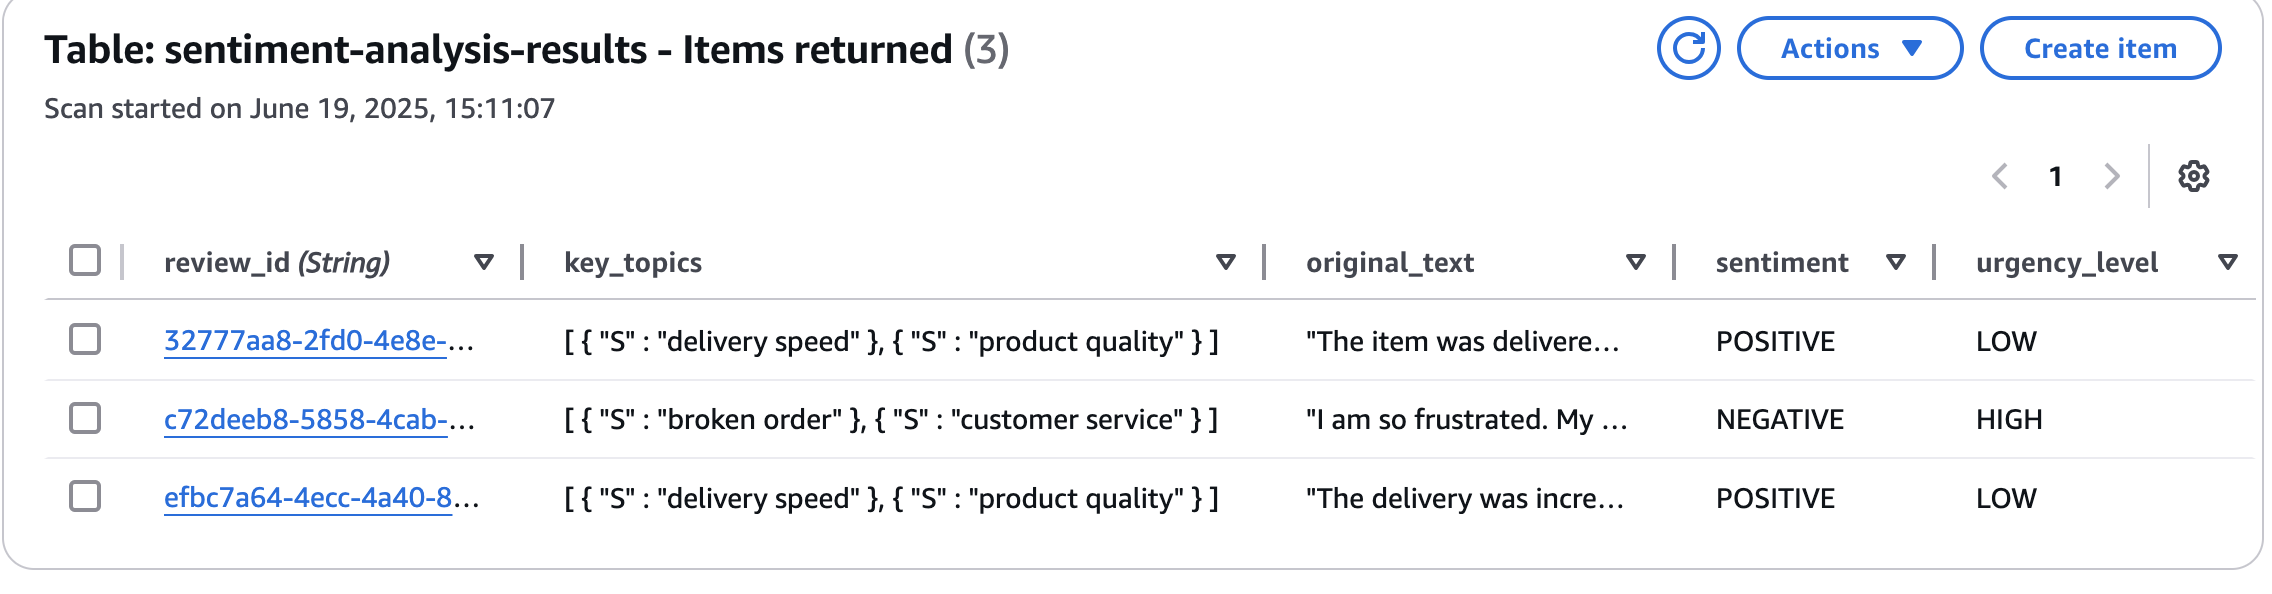 Table: sentiment-analysis-results - Items returned (3)
Actions
Create item
Scan started on June 19, 2025, 15:11:07
1
review_id (String) key_topics original_text sentiment urgency_level
32777aa8-2fd0-4e8e-... [ { "S" : "delivery speed" }, { "S" : "product quality" } ] "The item was delivere... POSITIVE LOW
c72deeb8-5858-4cab-... [ { "S" : "broken order" }, { "S" : "customer service" } ] "I am so frustrated. My ... NEGATIVE HIGH
efbc7a64-4ecc-4a40-8... [ { "S" : "delivery speed" }, { "S" : "product quality" } ] "The delivery was incre... POSITIVE LOW